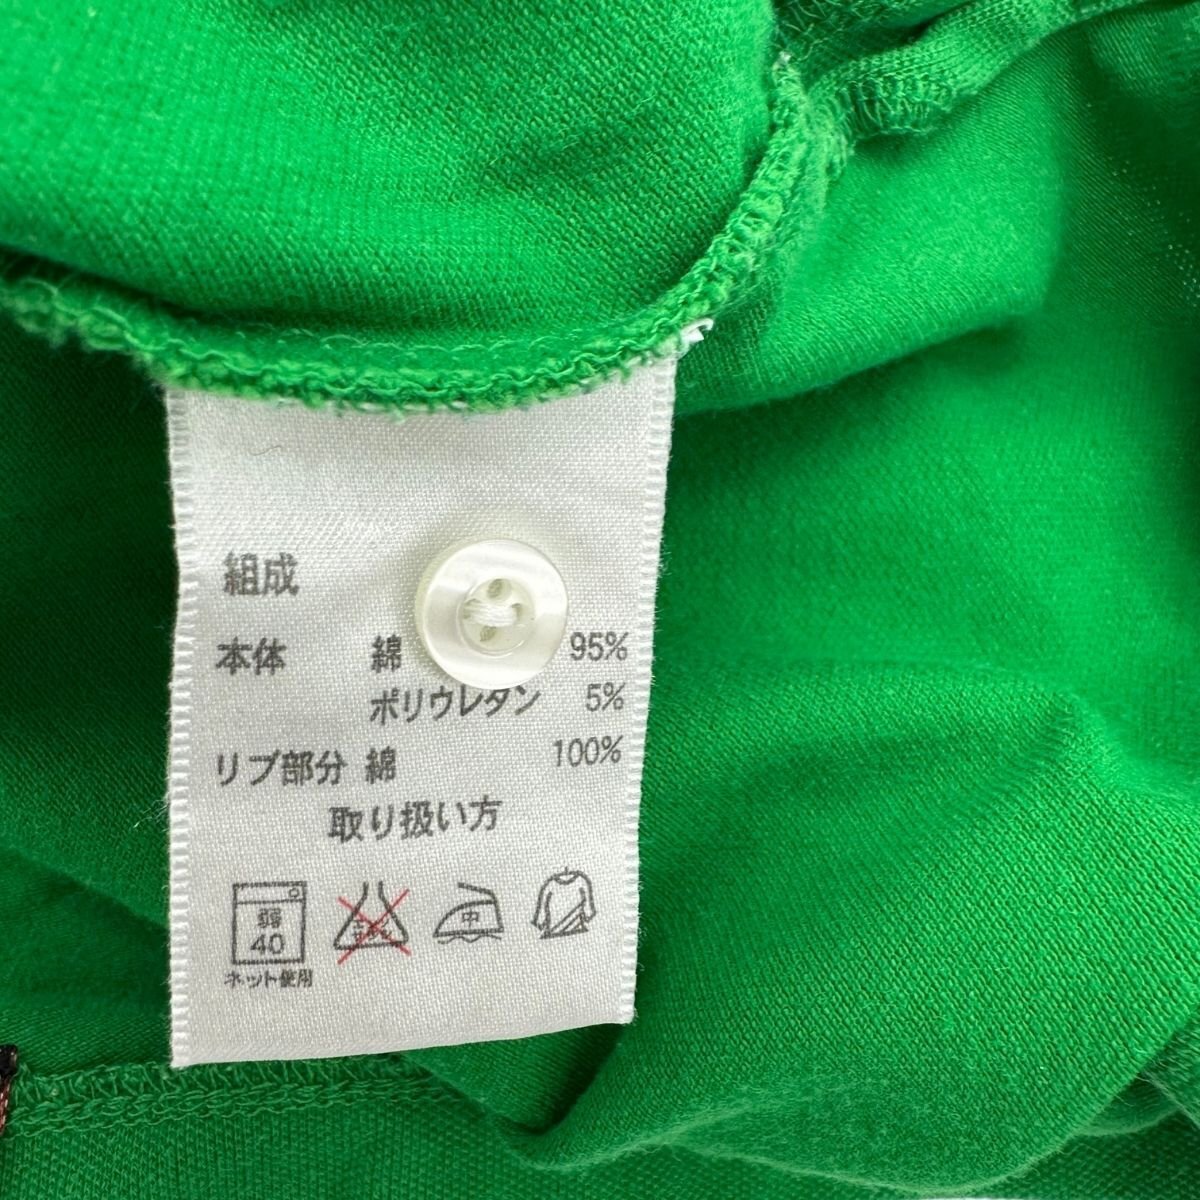 組成
本体 綿 95%
ポリウレタン 5%
リブ部分 綿 100%
取り扱い方
弱 中
40
ネット使用